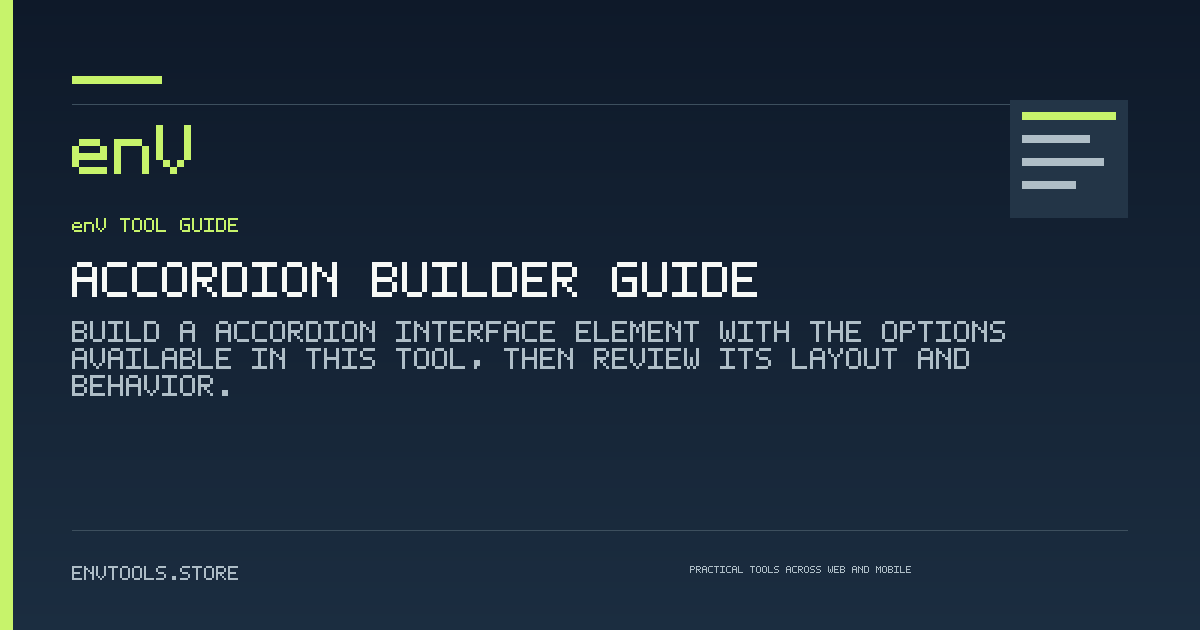 enV
enV TOOL GUIDE
ACCORDION BUILDER GUIDE
BUILD A ACCORDION INTERFACE ELEMENT WITH THE OPTIONS
AVAILABLE IN THIS TOOL, THEN REVIEW ITS LAYOUT AND
BEHAVIOR.
ENVTOOLS.STORE
PRACTICAL TOOLS ACROSS WEB AND MOBILE